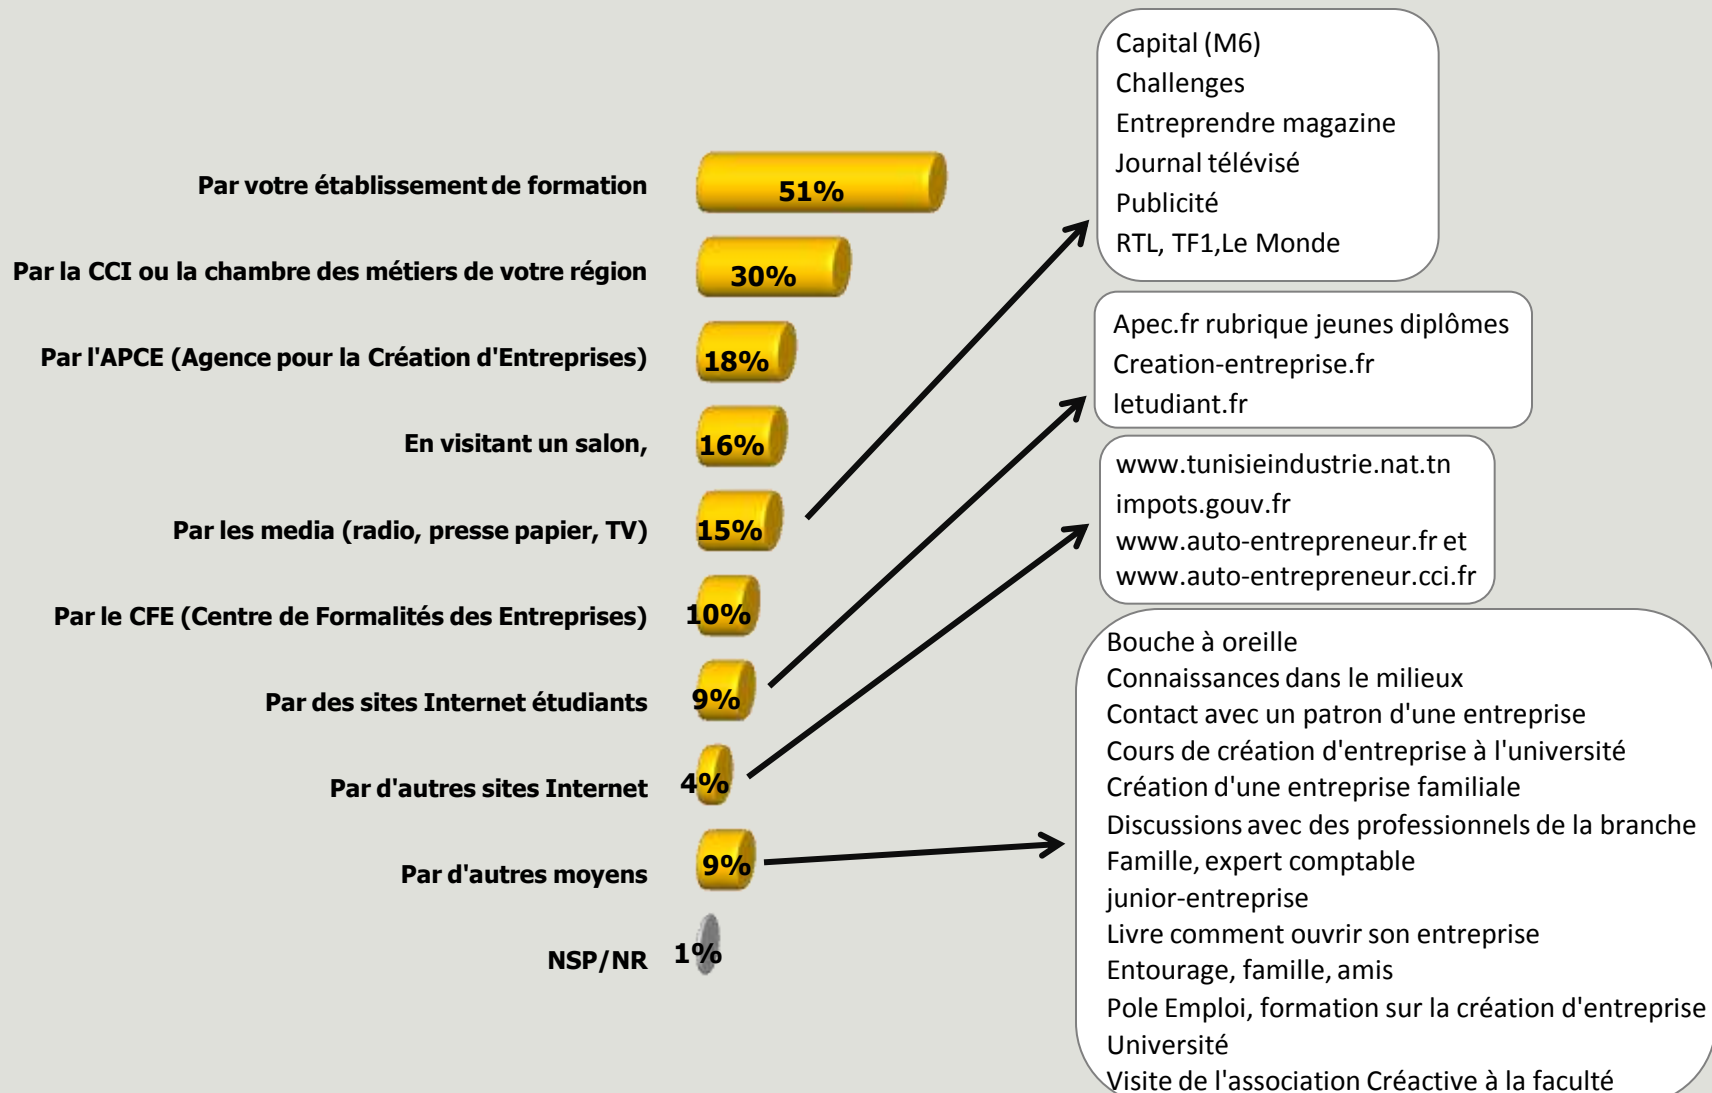 Par votre établissement de formation
51%
Par la CCI ou la chambre des métiers de votre région
30%
Par l'APCE (Agence pour la Création d'Entreprises)
18%
En visitant un salon,
16%
Par les media (radio, presse papier, TV)
15%
Par le CFE (Centre de Formalités des Entreprises)
10%
Par des sites Internet étudiants
9%
Par d'autres sites Internet
4%
Par d'autres moyens
9%
NSP/NR
1%
Capital (M6)
Challenges
Entreprendre magazine
Journal télévisé
Publicité
RTL, TF1,Le Monde
Apec.fr rubrique jeunes diplômes
Creation-entreprise.fr
letudiant.fr
www.tunisieindustrie.nat.tn
impots.gouv.fr
www.auto-entrepreneur.fr et
www.auto-entrepreneur.cci.fr
Bouche à oreille
Connaissances dans le milieux
Contact avec un patron d'une entreprise
Cours de création d'entreprise à l'université
Création d'une entreprise familiale
Discussions avec des professionnels de la branche
Famille, expert comptable
junior-entreprise
Livre comment ouvrir son entreprise
Entourage, famille, amis
Pole Emploi, formation sur la création d'entreprise
Université
Visite de l'association Créactive à la faculté